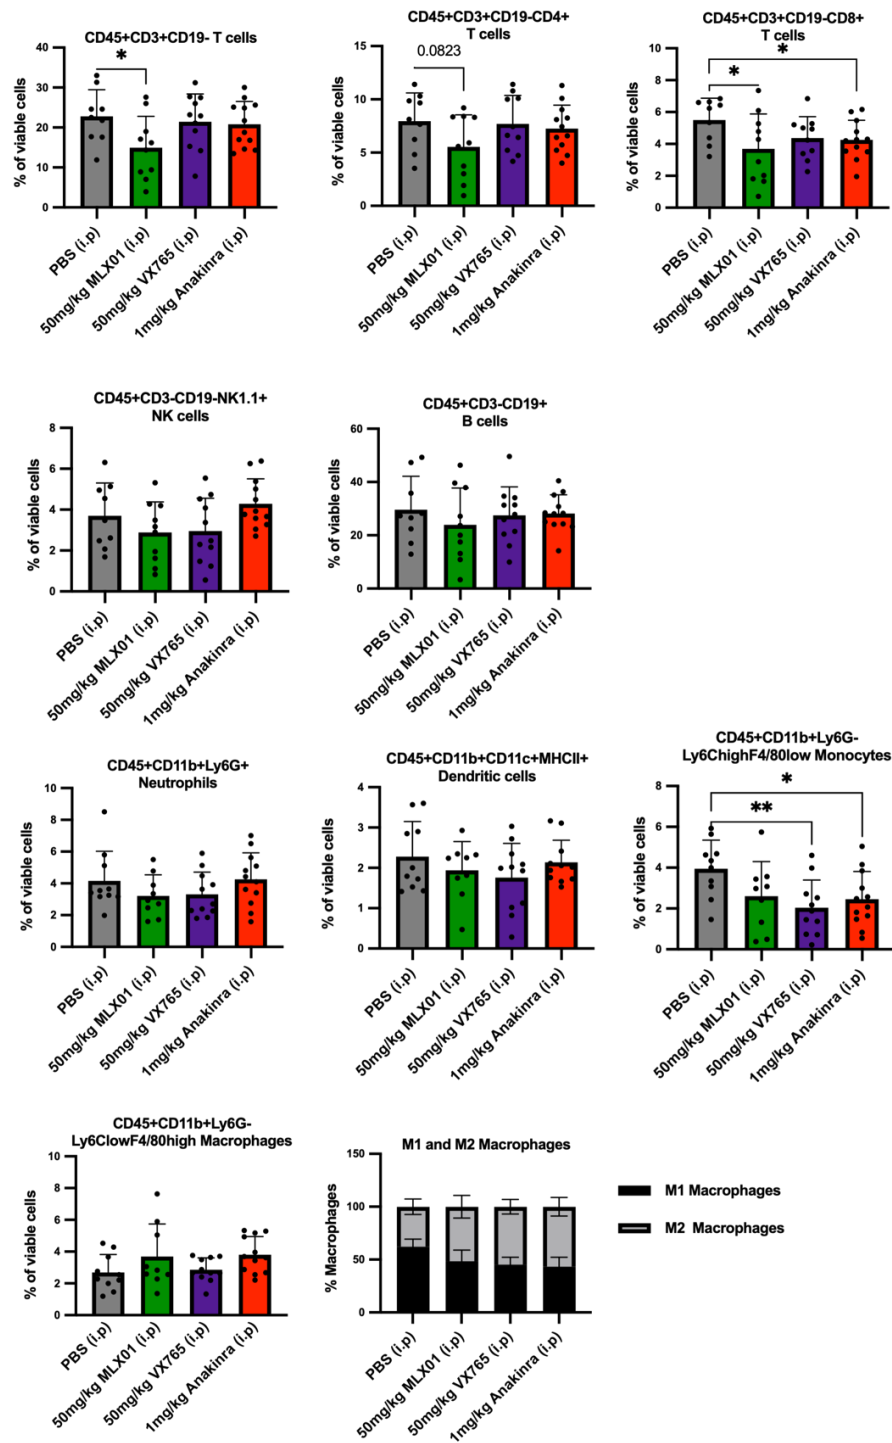 CD45+CD3+CD19- T cells
*
% of viable cells
40
30
20
10
0
PBS (i.p)
50mg/kg MLX01 (i.p)
50mg/kg VX765 (i.p)
1mg/kg Anakinra (i.p)
CD45+CD3+CD19-CD4+
T cells
0.0823
% of viable cells
15
10
5
0
PBS (i.p)
50mg/kg MLX01 (i.p)
50mg/kg VX765 (i.p)
1mg/kg Anakinra (i.p)
CD45+CD3+CD19-CD8+
T cells
*
*
% of viable cells
10
8
6
4
2
0
PBS (i.p)
50mg/kg MLX01 (i.p)
50mg/kg VX765 (i.p)
1mg/kg Anakinra (i.p)
CD45+CD3-CD19-NK1.1+
NK cells
% of viable cells
8
6
4
2
0
PBS (i.p)
50mg/kg MLX01 (i.p)
50mg/kg VX765 (i.p)
1mg/kg Anakinra (i.p)
CD45+CD3-CD19+
B cells
% of viable cells
60
40
20
0
PBS (i.p)
50mg/kg MLX01 (i.p)
50mg/kg VX765 (i.p)
1mg/kg Anakinra (i.p)
CD45+CD11b+Ly6G+
Neutrophils
% of viable cells
10
8
6
4
2
0
PBS (i.p)
50mg/kg MLX01 (i.p)
50mg/kg VX765 (i.p)
1mg/kg Anakinra (i.p)
CD45+CD11b+CD11c+MHCII+
Dendritic cells
% of viable cells
4
3
2
1
0
PBS (i.p)
50mg/kg MLX01 (i.p)
50mg/kg VX765 (i.p)
1mg/kg Anakinra (i.p)
CD45+CD11b+Ly6G-
Ly6ChighF4/80low Monocytes
*
**
% of viable cells
8
6
4
2
0
PBS (i.p)
50mg/kg MLX01 (i.p)
50mg/kg VX765 (i.p)
1mg/kg Anakinra (i.p)
CD45+CD11b+Ly6G-
Ly6ClowF4/80high Macrophages
% of viable cells
10
8
6
4
2
0
PBS (i.p)
50mg/kg MLX01 (i.p)
50mg/kg VX765 (i.p)
1mg/kg Anakinra (i.p)
M1 and M2 Macrophages
% Macrophages
150
100
50
0
PBS (i.p)
50mg/kg MLX01 (i.p)
50mg/kg VX765 (i.p)
1mg/kg Anakinra (i.p)
M1 Macrophages
M2 Macrophages